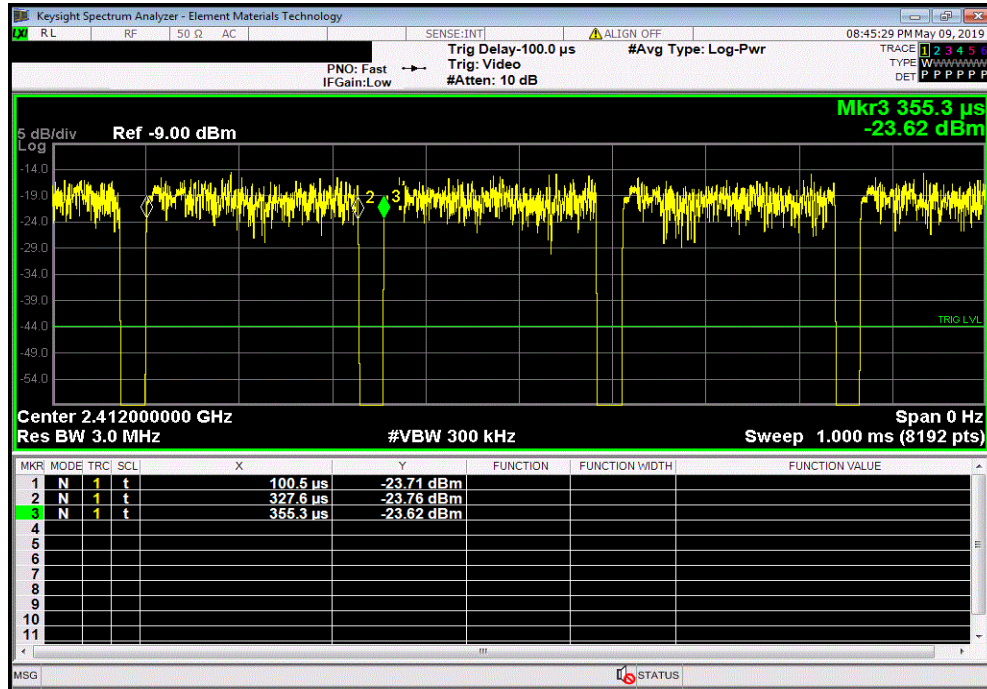 Keysight Spectrum Analyzer - Element Materials Technology
LXI RL RF 50 Ω AC SENSE:INT ALIGN OFF 08:45:29 PM May 09, 2019
Trig Delay-100.0 µs #Avg Type: Log-Pwr TRACE 1 2 3 4 5 6
PNO: Fast Trig: Video TYPE W W W W W W
IFGain:Low #Atten: 10 dB DET P P P P P P
Mkr3 355.3 µs
5 dB/div Ref -9.00 dBm -23.62 dBm
Log
-14.0
-19.0
2 3
-24.0
-29.0
-34.0
-39.0
-44.0 TRIG LVL
-49.0
-54.0
Center 2.412000000 GHz Span 0 Hz
Res BW 3.0 MHz #VBW 300 kHz Sweep 1.000 ms (8192 pts)
MKR MODE TRC SCL X Y FUNCTION FUNCTION WIDTH FUNCTION VALUE
1 N 1 t 100.5 µs -23.71 dBm
2 N 1 t 327.6 µs -23.76 dBm
3 N 1 t 355.3 µs -23.62 dBm
4
5
6
7
8
9
10
11
MSG STATUS